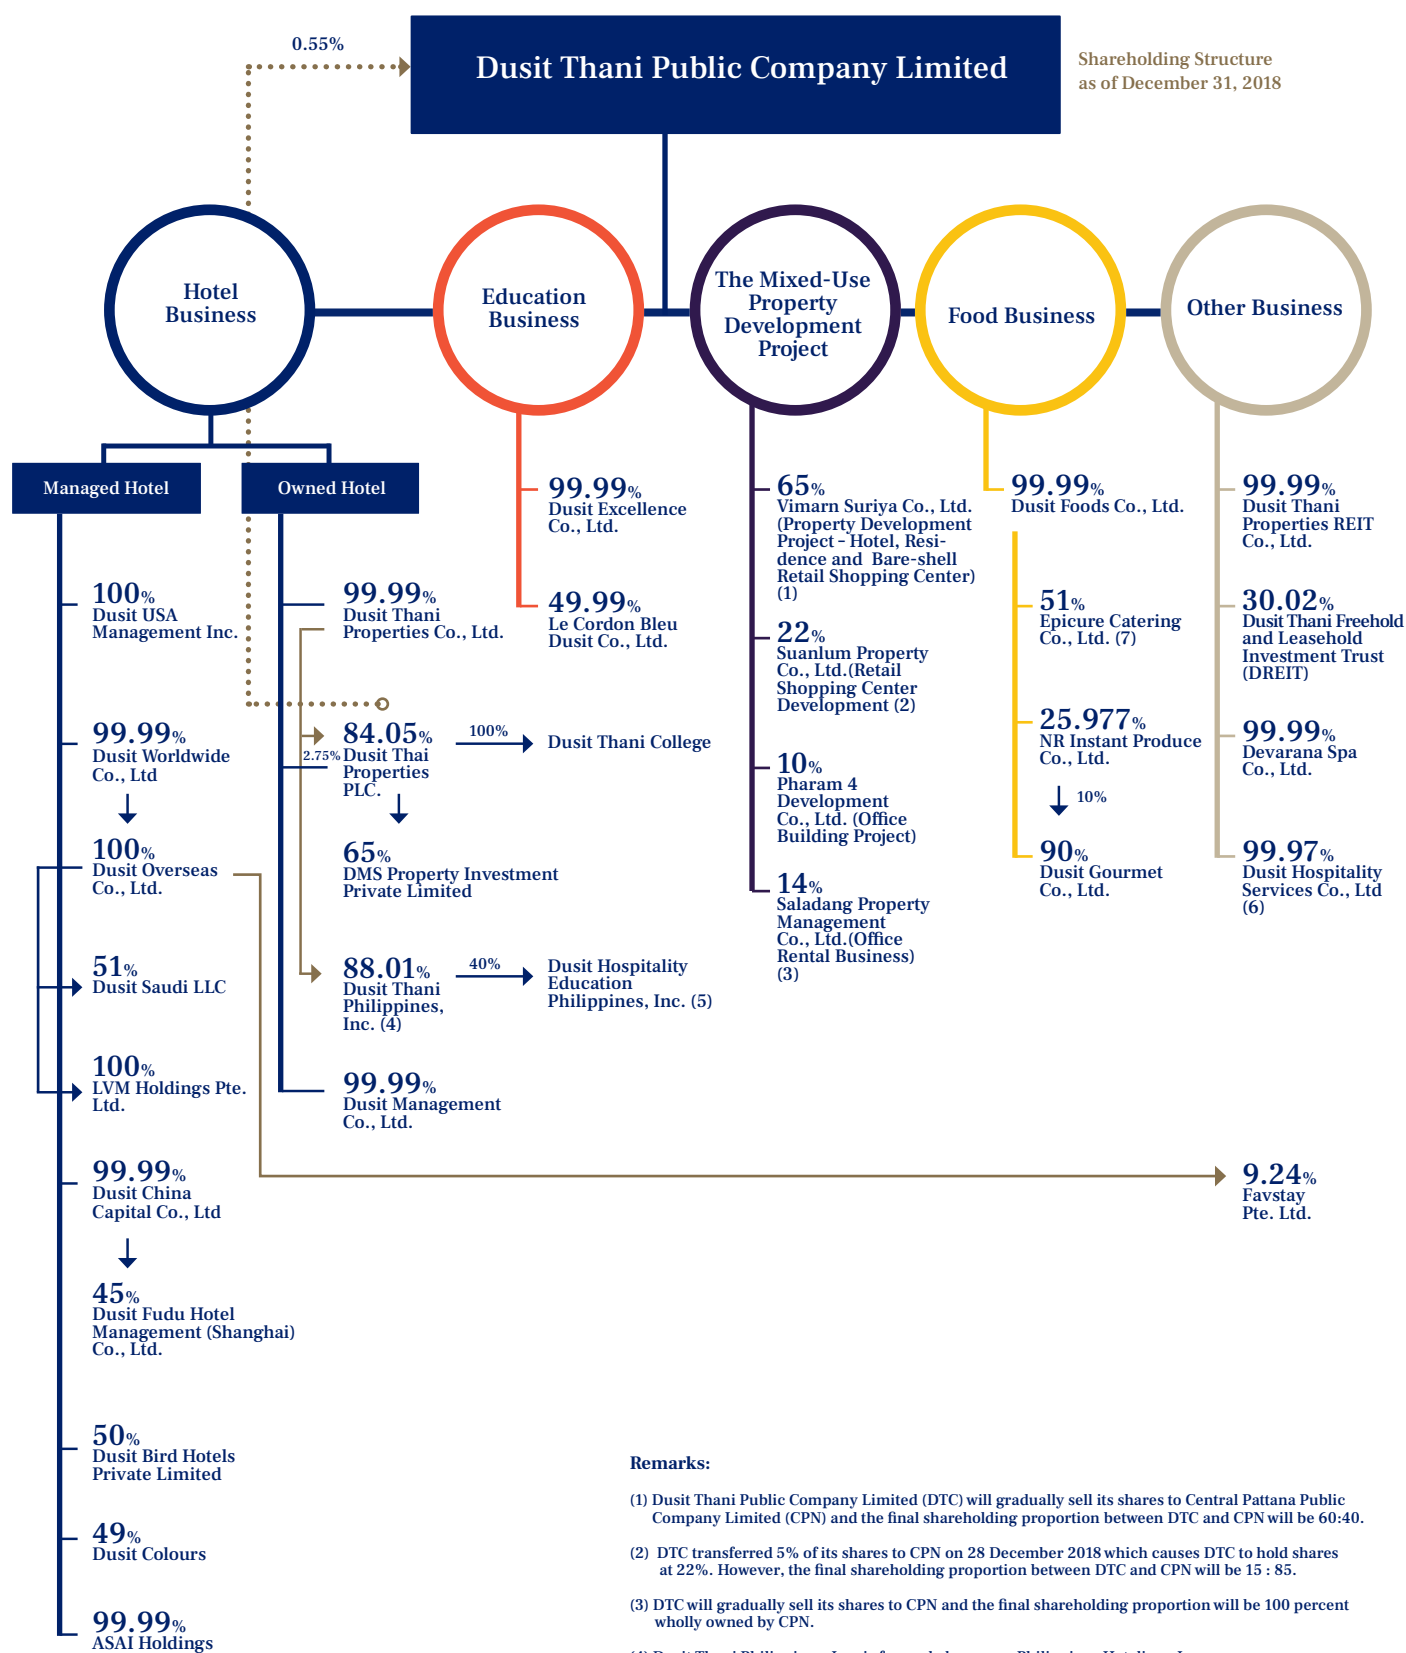 0.55%
Dusit Thani Public Company Limited
Shareholding Structure
as of December 31, 2018
Hotel
Business
Education
Business
The Mixed-Use
Property
Development
Project
Food Business
Other Business
Managed Hotel
Owned Hotel
100%
Dusit USA
Management Inc.
99.99%
Dusit Worldwide
Co., Ltd
100%
Dusit Overseas
Co., Ltd.
51%
Dusit Saudi LLC
100%
LVM Holdings Pte.
Ltd.
99.99%
Dusit China
Capital Co., Ltd
45%
Dusit Fudu Hotel
Management (Shanghai)
Co., Ltd.
50%
Dusit Bird Hotels
Private Limited
49%
Dusit Colours
99.99%
ASAI Holdings
99.99%
Dusit Thani
Properties Co., Ltd.
84.05%
2.75%
Dusit Thai
Properties
PLC.
100%
Dusit Thani College
65%
DMS Property Investment
Private Limited
88.01%
Dusit Thani
Philippines,
Inc. (4)
40%
Dusit Hospitality
Education
Philippines, Inc. (5)
99.99%
Dusit Management
Co., Ltd.
99.99%
Dusit Excellence
Co., Ltd.
49.99%
Le Cordon Bleu
Dusit Co., Ltd.
65%
Vimarn Suriya Co., Ltd.
(Property Development
Project – Hotel, Resi-
dence and Bare-shell
Retail Shopping Center)
(1)
22%
Suanlum Property
Co., Ltd.(Retail
Shopping Center
Development (2)
10%
Pharam 4
Development
Co., Ltd. (Office
Building Project)
14%
Saladang Property
Management
Co., Ltd.(Office
Rental Business)
(3)
99.99%
Dusit Foods Co., Ltd.
51%
Epicure Catering
Co., Ltd. (7)
25.977%
NR Instant Produce
Co., Ltd.
10%
90%
Dusit Gourmet
Co., Ltd.
99.99%
Dusit Thani
Properties REIT
Co., Ltd.
30.02%
Dusit Thani Freehold
and Leasehold
Investment Trust
(DREIT)
99.99%
Devarana Spa
Co., Ltd.
99.97%
Dusit Hospitality
Services Co., Ltd
(6)
9.24%
Favstay
Pte. Ltd.
Remarks:
(1) Dusit Thani Public Company Limited (DTC) will gradually sell its shares to Central Pattana Public
Company Limited (CPN) and the final shareholding proportion between DTC and CPN will be 60:40.
(2) DTC transferred 5% of its shares to CPN on 28 December 2018 which causes DTC to hold shares
at 22%. However, the final shareholding proportion between DTC and CPN will be 15 : 85.
(3) DTC will gradually sell its shares to CPN and the final shareholding proportion will be 100 percent
wholly owned by CPN.